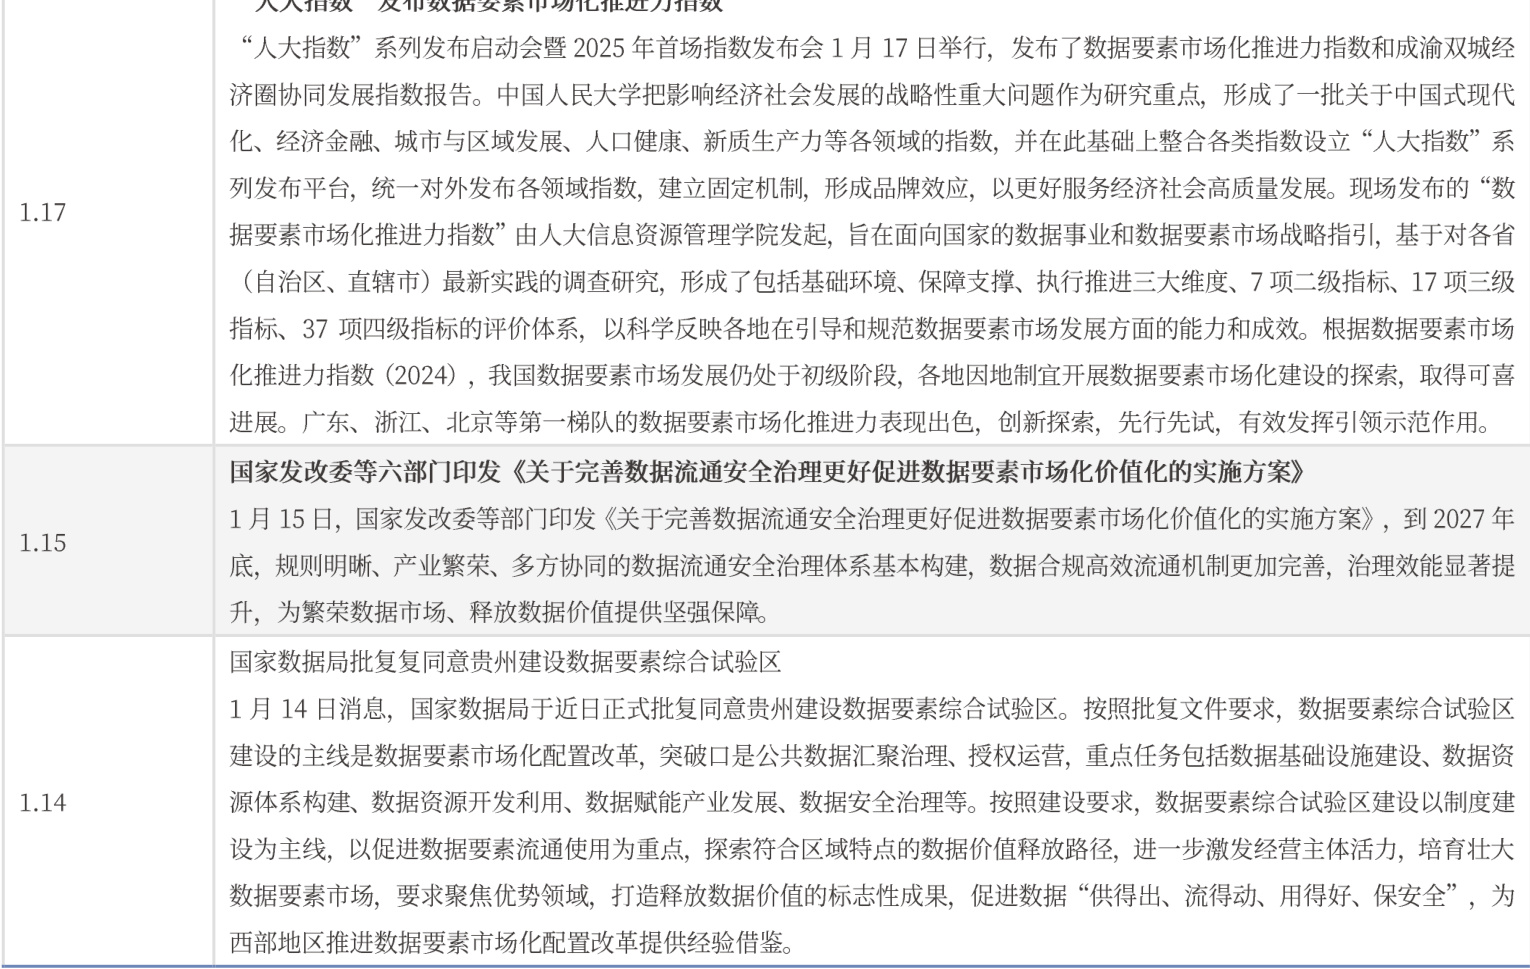 “人大指数”发布数据要素市场化推进力指数
“人大指数”系列发布启动会暨 2025 年首场指数发布会 1 月 17 日举行，发布了数据要素市场化推进力指数和成渝双城经
济圈协同发展指数报告。中国人民大学把影响经济社会发展的战略性重大问题作为研究重点，形成了一批关于中国式现代
化、经济金融、城市与区域发展、人口健康、新质生产力等各领域的指数，并在此基础上整合各类指数设立“人大指数”系
列发布平台，统一对外发布各领域指数，建立固定机制，形成品牌效应，以更好服务经济社会高质量发展。现场发布的“数
1.17
据要素市场化推进力指数”由人大信息资源管理学院发起，旨在面向国家的数据事业和数据要素市场战略指引，基于对各省
（自治区、直辖市）最新实践的调查研究，形成了包括基础环境、保障支撑、执行推进三大维度、7 项二级指标、17 项三级
指标、37 项四级指标的评价体系，以科学反映各地在引导和规范数据要素市场发展方面的能力和成效。根据数据要素市场
化推进力指数（2024），我国数据要素市场发展仍处于初级阶段，各地因地制宜开展数据要素市场化建设的探索，取得可喜
进展。广东、浙江、北京等第一梯队的数据要素市场化推进力表现出色，创新探索，先行先试，有效发挥引领示范作用。
国家发改委等六部门印发《关于完善数据流通安全治理更好促进数据要素市场化价值化的实施方案》
1 月 15 日，国家发改委等部门印发《关于完善数据流通安全治理更好促进数据要素市场化价值化的实施方案》，到 2027 年
1.15
底，规则明晰、产业繁荣、多方协同的数据流通安全治理体系基本构建，数据合规高效流通机制更加完善，治理效能显著提
升，为繁荣数据市场、释放数据价值提供坚强保障。
国家数据局批复复同意贵州建设数据要素综合试验区
1 月 14 日消息，国家数据局于近日正式批复同意贵州建设数据要素综合试验区。按照批复文件要求，数据要素综合试验区
建设的主线是数据要素市场化配置改革，突破口是公共数据汇聚治理、授权运营，重点任务包括数据基础设施建设、数据资
1.14
源体系构建、数据资源开发利用、数据赋能产业发展、数据安全治理等。按照建设要求，数据要素综合试验区建设以制度建
设为主线，以促进数据要素流通使用为重点，探索符合区域特点的数据价值释放路径，进一步激发经营主体活力，培育壮大
数据要素市场，要求聚焦优势领域，打造释放数据价值的标志性成果，促进数据“供得出、流得动、用得好、保安全”，为
西部地区推进数据要素市场化配置改革提供经验借鉴。